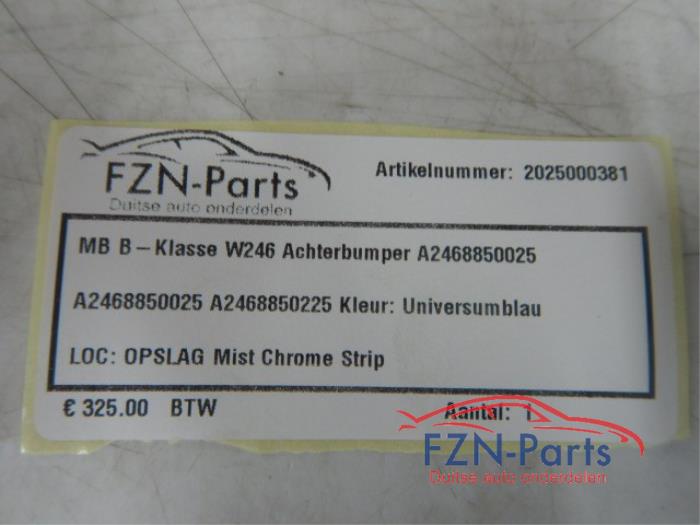 FZN-Parts
Duitse auto onderdelen
Artikelnummer: 2025000381
MB B-Klasse W246 Achterbumper A2468850025
A2468850025 A2468850225 Kleur: Universumblau
LOC: OPSLAG Mist Chrome Strip
€ 325.00 BTW
Aantal: 1
FZN-Parts
Duitse auto onderdelen